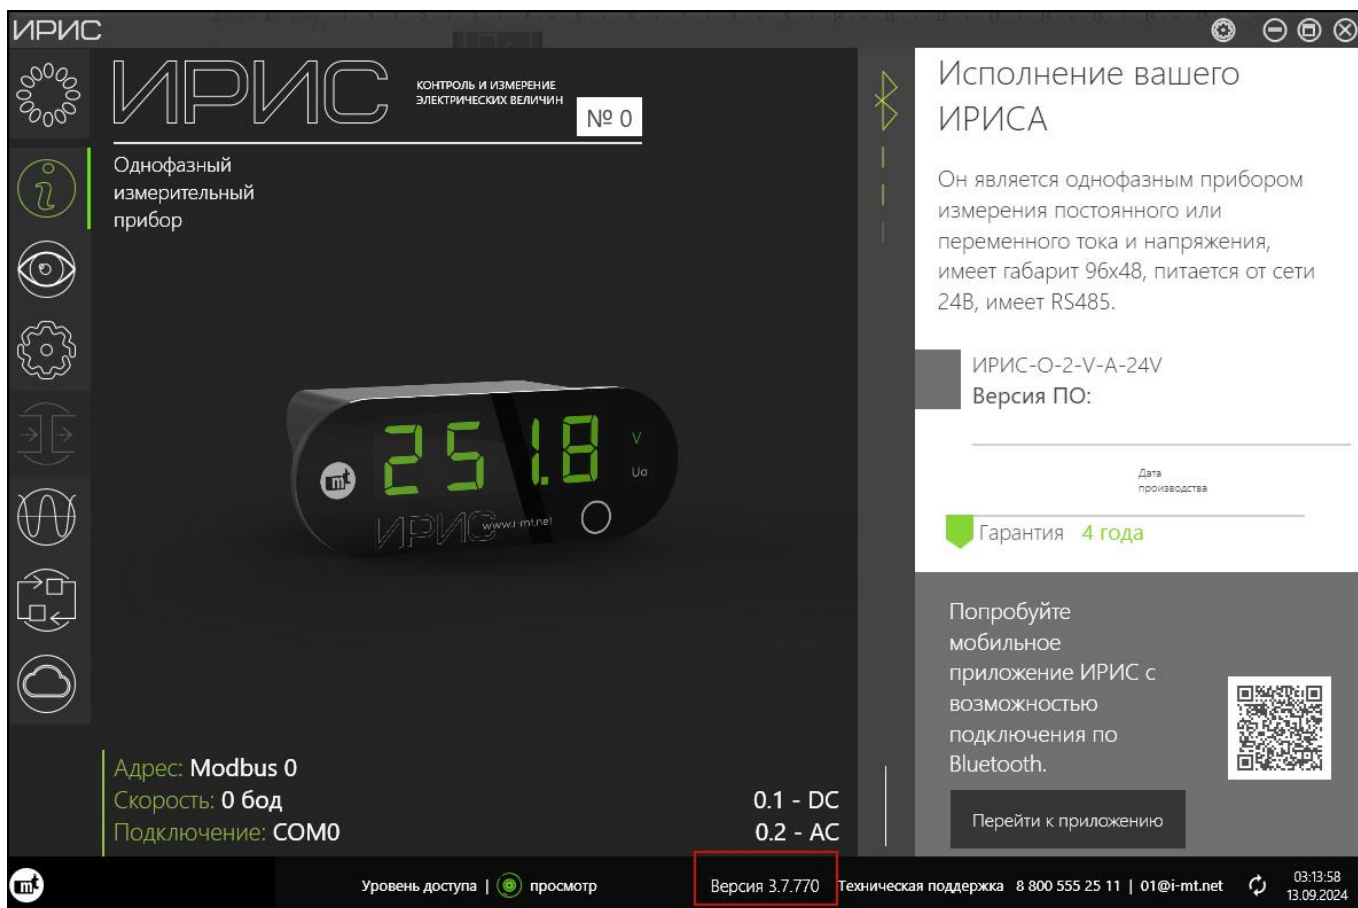 ИРИС
ИРИС
КОНТРОЛЬ И ИЗМЕРЕНИЕ
ЭЛЕКТРИЧЕСКИХ ВЕЛИЧИН
№ 0
Однофазный
измерительный
прибор
251.8
V
Ua
mt
ИРИС
www.i-mt.net
Адрес: Modbus 0
Скорость: 0 бод
Подключение: COM0
0.1 - DC
0.2 - AC
Исполнение вашего
ИРИСА
Он является однофазным прибором
измерения постоянного или
переменного тока и напряжения,
имеет габарит 96x48, питается от сети
24В, имеет RS485.
ИРИС-О-2-V-A-24V
Версия ПО:
Дата
производства
Гарантия 4 года
Попробуйте
мобильное
приложение ИРИС с
возможностью
подключения по
Bluetooth.
Перейти к приложению
mt
Уровень доступа | просмотр
Версия 3.7.770
Техническая поддержка 8 800 555 25 11 | 01@i-mt.net
03:13:58
13.09.2024